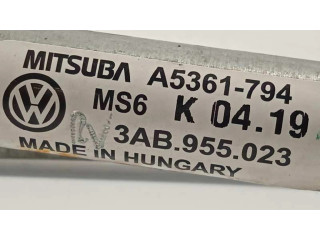 MITSUBA A5361-794
MS6 K 04.19
3AB.955.023
MADE IN HUNGARY